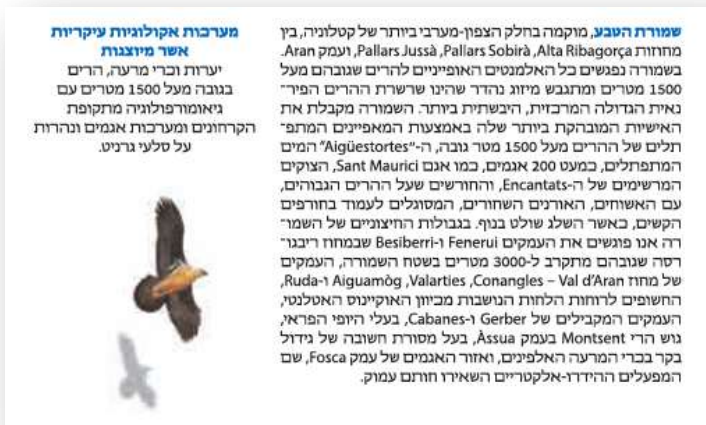 שמורת הטבע, מוקמה בחלק הצפון-מערבי ביותר של קטלוניה, בין
מחוזות Alta Ribagorça, ‏Pallars Sobirà, ‏Pallars Jussà, ועמק Aran.
בשמורה נפגשים כל האלמנטים האופייניים להרים שגובהם מעל
1500 מטרים ומתגבש מיזוג נהדר שהינו שרשרת ההרים הפיר־
נאית הגדולה המרכזית, היבשתית ביותר. השמורה מקבלת את
האישיות המובהקת ביותר שלה באמצעות המאפיינים המתפ־
תלים של ההרים מעל 1500 מטר גובה, ה-"Aigüestortes" המים
המתפתלים, כמעט 200 אגמים, כמו אגם Sant Maurici, הצוקים
המרשימים של ה-Encantats, והחורשים שעל ההרים הגבוהים,
עם האשוחים, האורנים השחורים, המסוגלים לעמוד בחורפים
הקשים, כאשר השלג שולט בנוף. בגבולות החיצוניים של השמו־
רה אנו פוגשים את העמקים Fenerui ו-Besiberri שבמחוז ריבגו־
רסה שגובהם מתקרב ל-3000 מטרים בשטח השמורה, העמקים
של מחוז Val d'Aran – ‏Conangles, ‏Valarties, ‏Aiguamòg ו-Ruda,
החשופים לרוחות הלחות הנושבות מכיוון האוקיינוס האטלנטי,
העמקים המקבילים של Gerber ו-Cabanes, בעלי היופי הפראי,
גוש הרי Montsent בעמק Àssua, בעל מסורת חשובה של גידול
בקר בכרי המרעה האלפינים, ואזור האגמים של עמק Fosca, שם
המפעלים ההידרו-אלקטריים השאירו חותם עמוק.
מערכות אקולוגיות עיקריות
אשר מיוצגות
יערות וכרי מרעה, הרים
בגובה מעל 1500 מטרים עם
גיאומורפולוגיה מתקופת
הקרחונים ומערכות אגמים ונהרות
על סלעי גרניט.